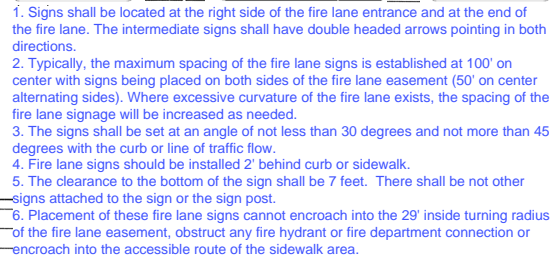 1. Signs shall be located at the right side of the fire lane entrance and at the end of
the fire lane. The intermediate signs shall have double headed arrows pointing in both
directions.
2. Typically, the maximum spacing of the fire lane signs is established at 100' on
center with signs being placed on both sides of the fire lane easement (50' on center
alternating sides). Where excessive curvature of the fire lane exists, the spacing of the
fire lane signage will be increased as needed.
3. The signs shall be set at an angle of not less than 30 degrees and not more than 45
degrees with the curb or line of traffic flow.
4. Fire lane signs should be installed 2' behind curb or sidewalk.
5. The clearance to the bottom of the sign shall be 7 feet.  There shall be not other
signs attached to the sign or the sign post.
6. Placement of these fire lane signs cannot encroach into the 29' inside turning radius
of the fire lane easement, obstruct any fire hydrant or fire department connection or
encroach into the accessible route of the sidewalk area.